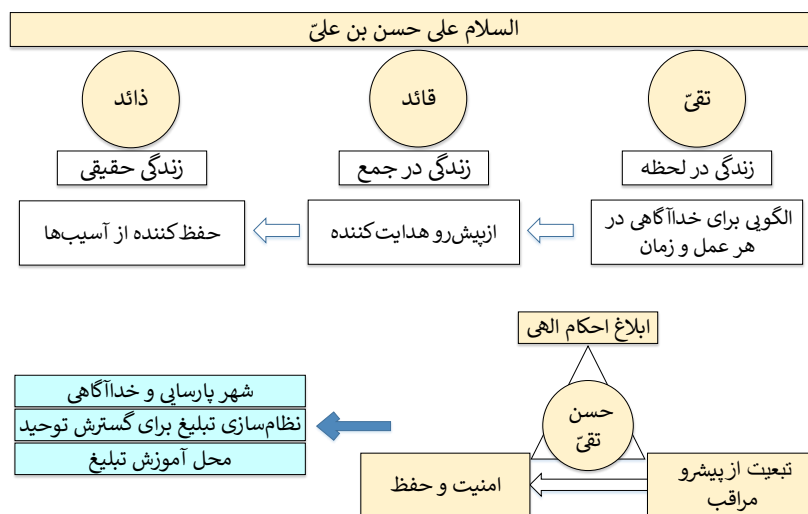 السلام علی حسن بن علیّ
تقیّ
قائد
ذائد
زندگی در لحظه
زندگی در جمع
زندگی حقیقی
الگویی برای خداآگاهی در
هر عمل و زمان
ازپیش‌رو هدایت‌کننده
حفظ‌کننده از آسیب‌ها
ابلاغ احکام الهی
حسن
تقیّ
تبعیت از پیشرو
مراقب
امنیت و حفظ
شهر پارسایی و خداآگاهی
نظام‌سازی تبلیغ برای گسترش توحید
محل آموزش تبلیغ